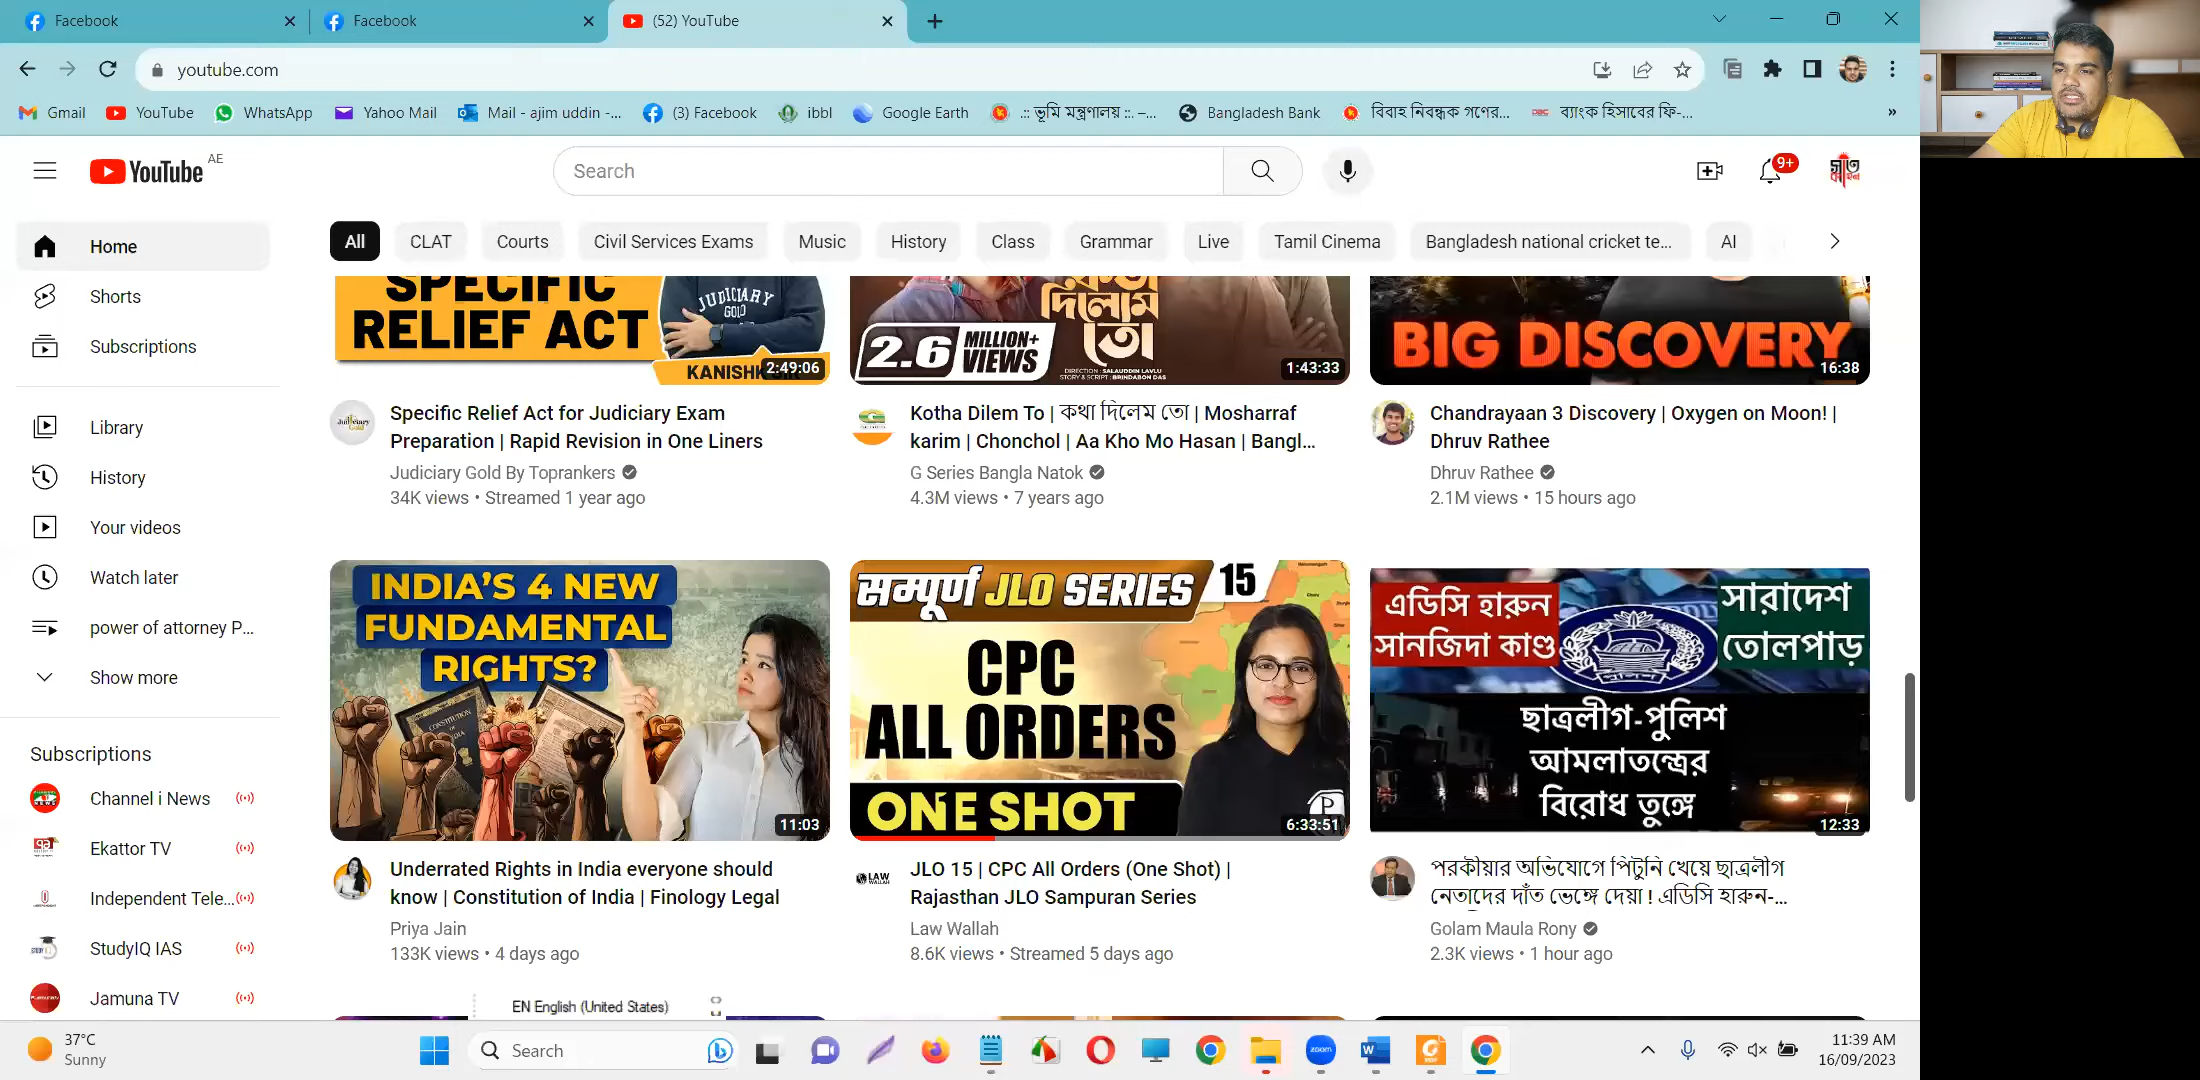 Facebook
Facebook
(52) YouTube
youtube.com
Gmail
YouTube
WhatsApp
Yahoo Mail
Mail - ajim uddin -...
(3) Facebook
ibbl
Google Earth
.:: ভূমি মন্ত্রণালয় ::. –...
Bangladesh Bank
বিবাহ নিবন্ধক গণের...
ব্যাংক হিসাবের ফি-...
»
YouTube AE
Search
9+
Home
Shorts
Subscriptions
Library
History
Your videos
Watch later
power of attorney P...
Show more
Subscriptions
Channel i News
Ekattor TV
Independent Tele...
StudyIQ IAS
Jamuna TV
All
CLAT
Courts
Civil Services Exams
Music
History
Class
Grammar
Live
Tamil Cinema
Bangladesh national cricket te...
AI
SPECIFIC
RELIEF ACT
JUDICIARY
GOLD
KANISHK
2:49:06
Specific Relief Act for Judiciary Exam
Preparation | Rapid Revision in One Liners
Judiciary Gold By Toprankers
34K views • Streamed 1 year ago
দিলোম
তো
2.6 MILLION+
VIEWS
DIRECTION : SALAUDDIN LAVLU
STORY & SCRIPT : BRINDABON DAS
1:43:33
Kotha Dilem To | কথা দিলেম তো | Mosharraf
karim | Chonchol | Aa Kho Mo Hasan | Bangl...
G Series Bangla Natok
4.3M views • 7 years ago
BIG DISCOVERY
16:38
Chandrayaan 3 Discovery | Oxygen on Moon! |
Dhruv Rathee
Dhruv Rathee
2.1M views • 15 hours ago
INDIA'S 4 NEW
FUNDAMENTAL
RIGHTS?
CONSTITUTION
11:03
Underrated Rights in India everyone should
know | Constitution of India | Finology Legal
Priya Jain
133K views • 4 days ago
सम्पूर्ण JLO SERIES 15
CPC
ALL ORDERS
ONE SHOT
P
6:33:51
LAW
WALLAH
JLO 15 | CPC All Orders (One Shot) |
Rajasthan JLO Sampuran Series
Law Wallah
8.6K views • Streamed 5 days ago
এডিসি হারুন
সানজিদা কাণ্ড
পুলিশ
সারাদেশ
তোলপাড়
ছাত্রলীগ-পুলিশ
আমলাতন্ত্রের
বিরোধ তুঙ্গে
12:33
পরকীয়ার অভিযোগে পিটুনি খেয়ে ছাত্রলীগ
নেতাদের দাঁত ভেঙ্গে দেয়া ! এডিসি হারুন-...
Golam Maula Rony
2.3K views • 1 hour ago
EN English (United States)
37°C
Sunny
Search
zoom
11:39 AM
16/09/2023